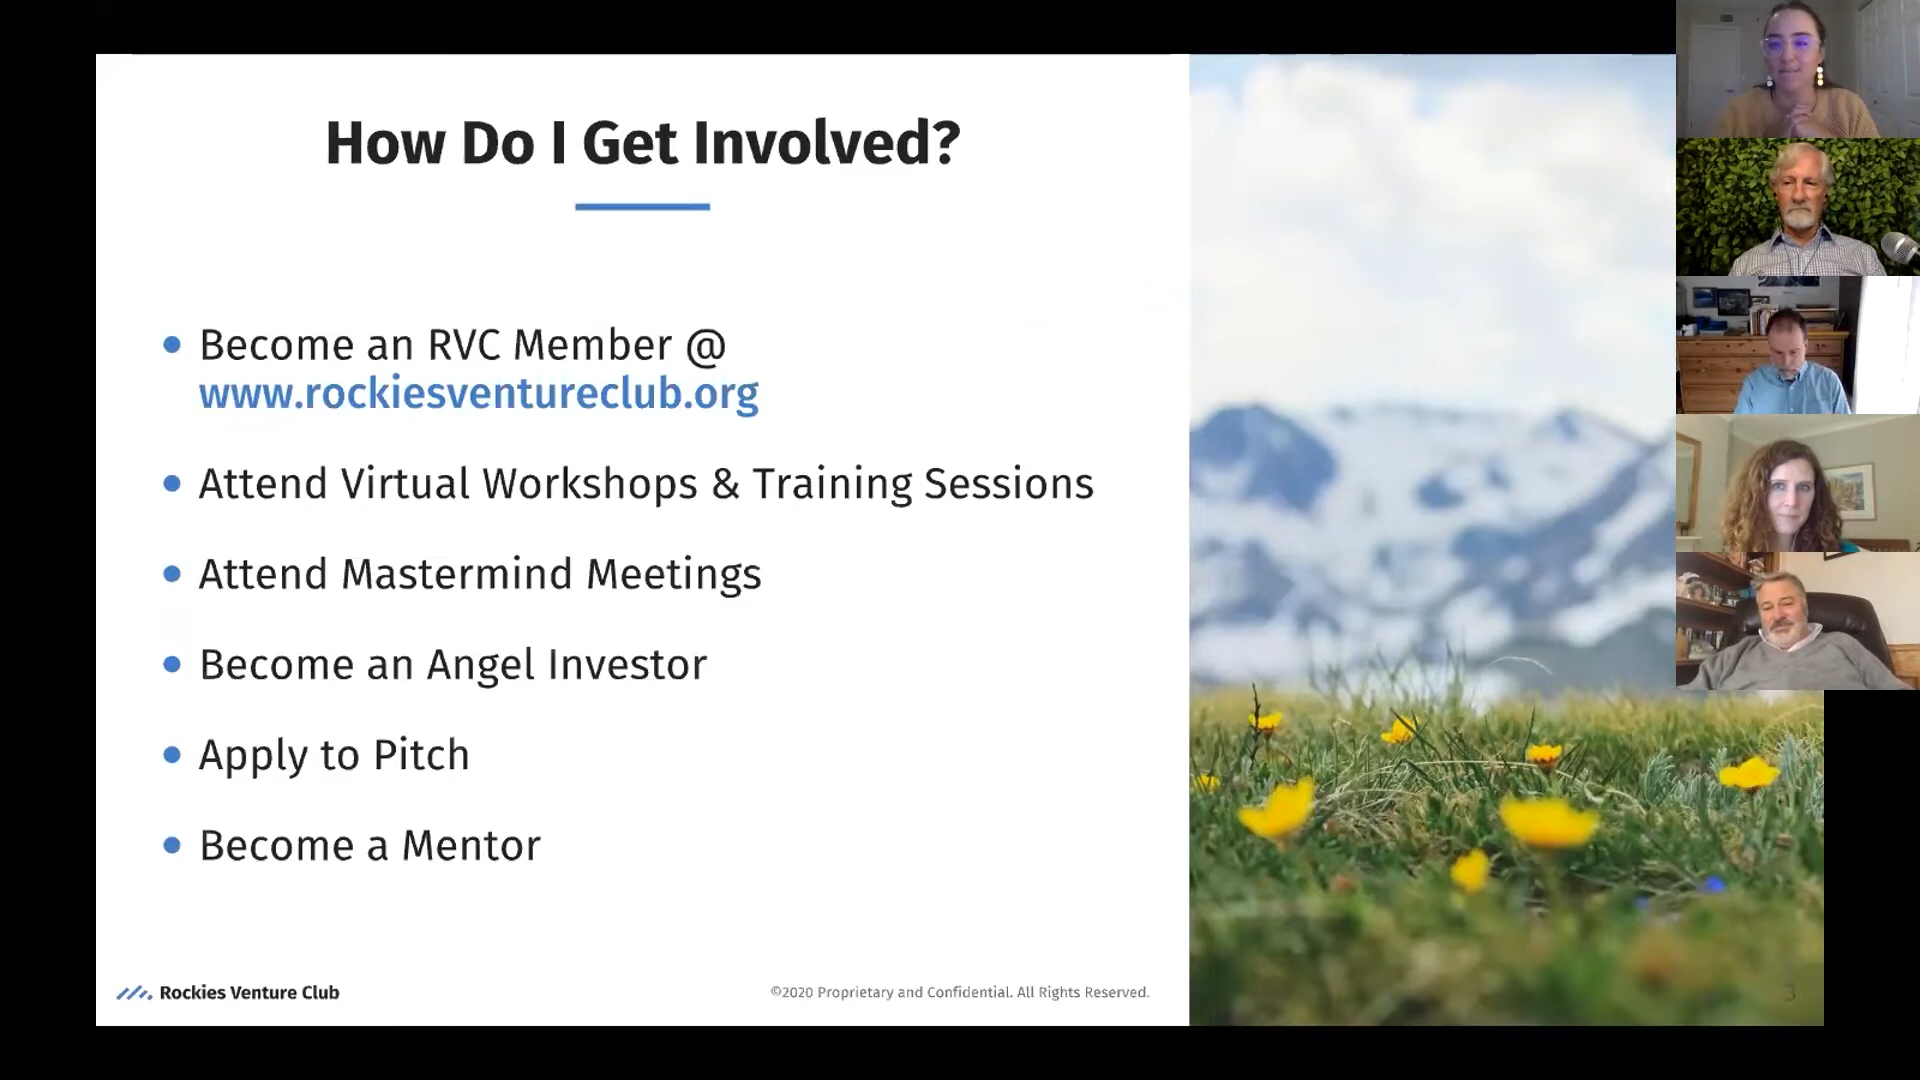 How Do I Get Involved?
• Become an RVC Member @
www.rockiesventureclub.org
• Attend Virtual Workshops & Training Sessions
• Attend Mastermind Meetings
• Become an Angel Investor
• Apply to Pitch
• Become a Mentor
Rockies Venture Club
©2020 Proprietary and Confidential. All Rights Reserved.
3